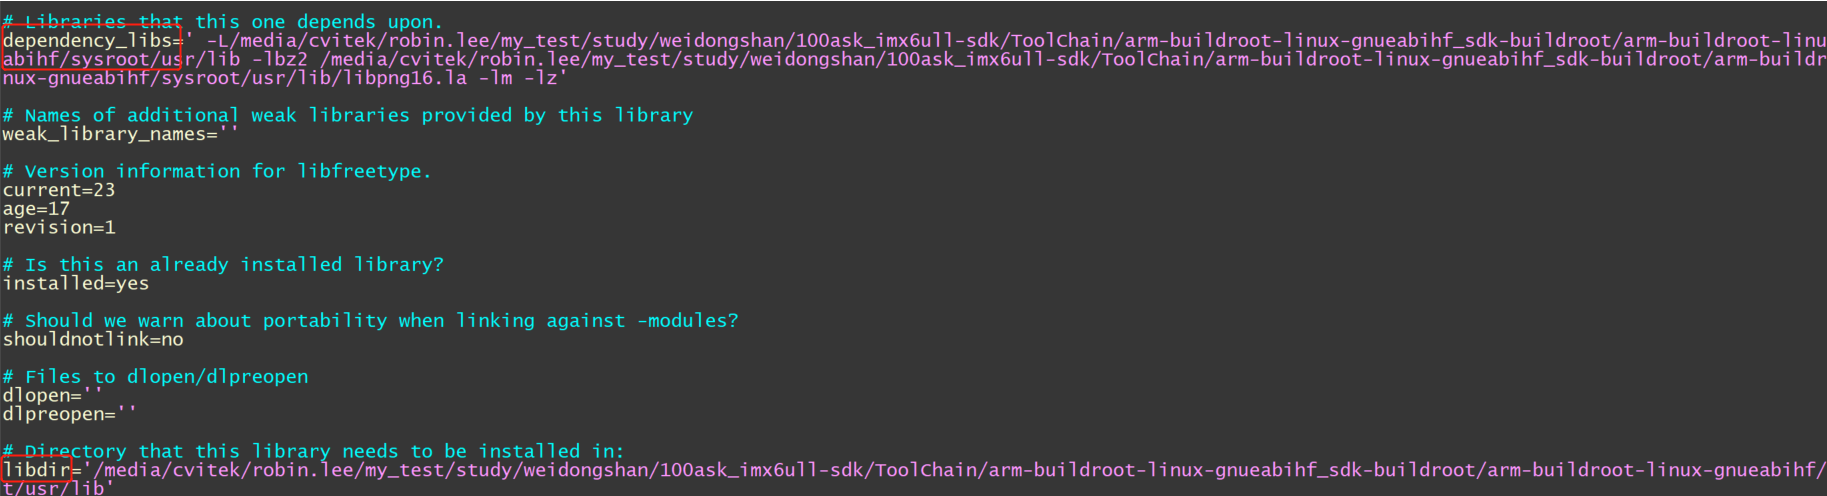 # Libraries that this one depends upon.
dependency_libs=' -L/media/cvitek/robin.lee/my_test/study/weidongshan/100ask_imx6ull-sdk/ToolChain/arm-buildroot-linux-gnueabihf_sdk-buildroot/arm-buildroot-linu
abihf/sysroot/usr/lib -lbz2 /media/cvitek/robin.lee/my_test/study/weidongshan/100ask_imx6ull-sdk/ToolChain/arm-buildroot-linux-gnueabihf_sdk-buildroot/arm-buildr
nux-gnueabihf/sysroot/usr/lib/libpng16.la -lm -lz'
# Names of additional weak libraries provided by this library
weak_library_names=''
# Version information for libfreetype.
current=23
age=17
revision=1
# Is this an already installed library?
installed=yes
# Should we warn about portability when linking against -modules?
shouldnotlink=no
# Files to dlopen/dlpreopen
dlopen=''
dlpreopen=''
# Directory that this library needs to be installed in:
libdir='/media/cvitek/robin.lee/my_test/study/weidongshan/100ask_imx6ull-sdk/ToolChain/arm-buildroot-linux-gnueabihf_sdk-buildroot/arm-buildroot-linux-gnueabihf/
t/usr/lib'